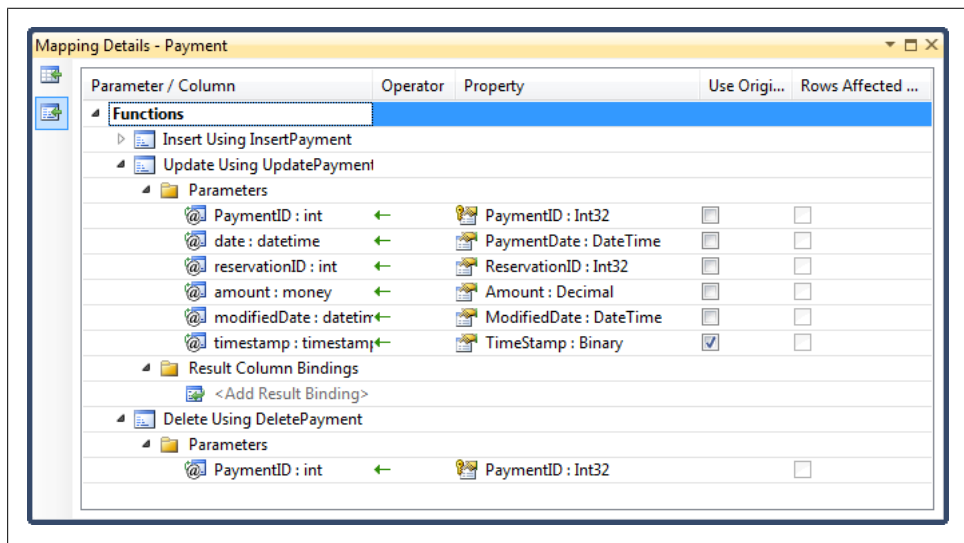 Mapping Details - Payment
Parameter / Column Operator Property Use Origi... Rows Affected ...
Functions
Insert Using InsertPayment
Update Using UpdatePayment
Parameters
PaymentID : int PaymentID : Int32
date : datetime PaymentDate : DateTime
reservationID : int ReservationID : Int32
amount : money Amount : Decimal
modifiedDate : datetim ModifiedDate : DateTime
timestamp : timestamp TimeStamp : Binary
Result Column Bindings
<Add Result Binding>
Delete Using DeletePayment
Parameters
PaymentID : int PaymentID : Int32